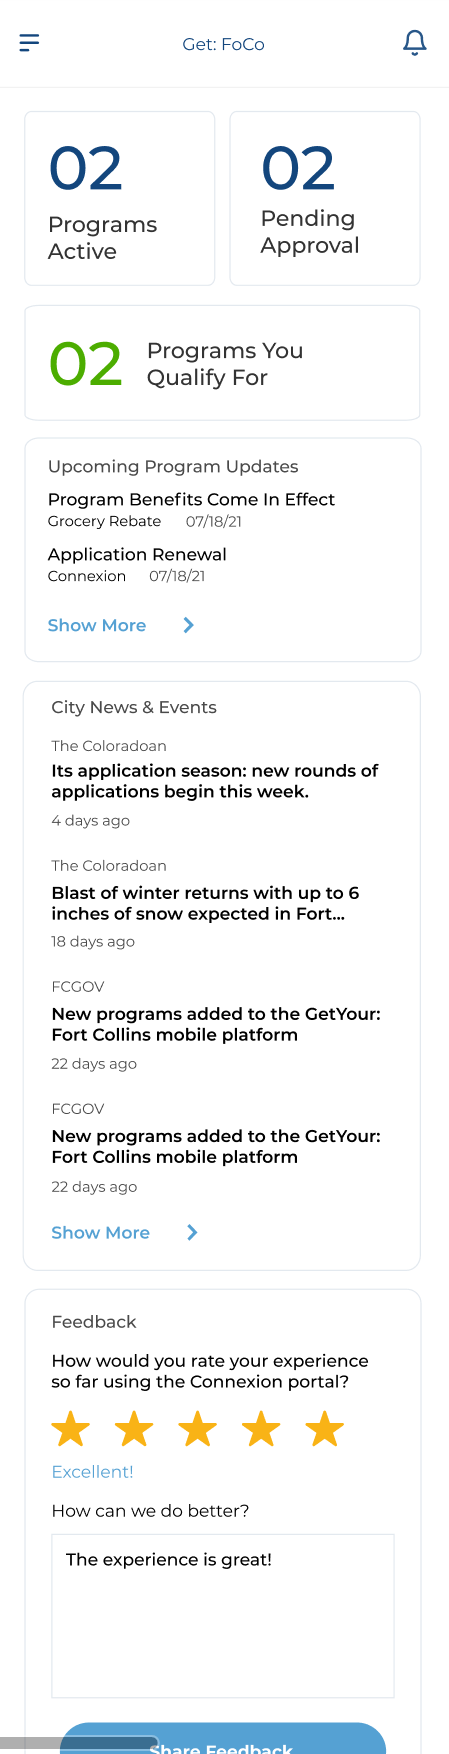 Get: FoCo
02
Programs
Active
02
Pending
Approval
02
Programs You
Qualify For
Upcoming Program Updates
Program Benefits Come In Effect
Grocery Rebate 07/18/21
Application Renewal
Connexion 07/18/21
Show More
City News & Events
The Coloradoan
Its application season: new rounds of
applications begin this week.
4 days ago
The Coloradoan
Blast of winter returns with up to 6
inches of snow expected in Fort...
18 days ago
FCGOV
New programs added to the GetYour:
Fort Collins mobile platform
22 days ago
FCGOV
New programs added to the GetYour:
Fort Collins mobile platform
22 days ago
Show More
Feedback
How would you rate your experience
so far using the Connexion portal?
Excellent!
How can we do better?
The experience is great!
Share Feedback